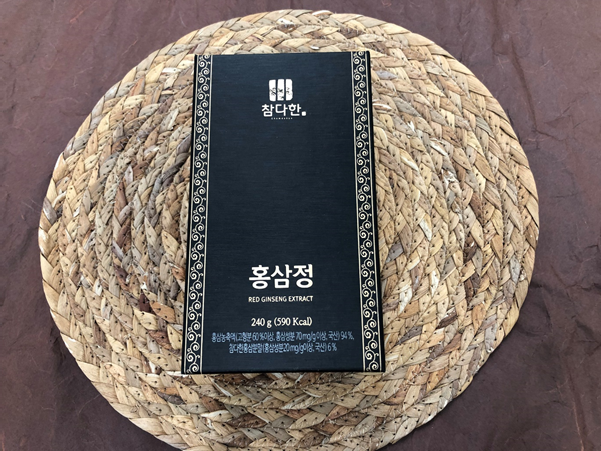 참다한
홍삼정
RED GINSENG EXTRACT
240 g (590 Kcal)
홍삼농축액(고형분 60 %이상, 홍삼성분 70mg/g이상, 국산) 94 %,
참다한홍삼분말(홍삼성분20mg/g이상, 국산) 6 %